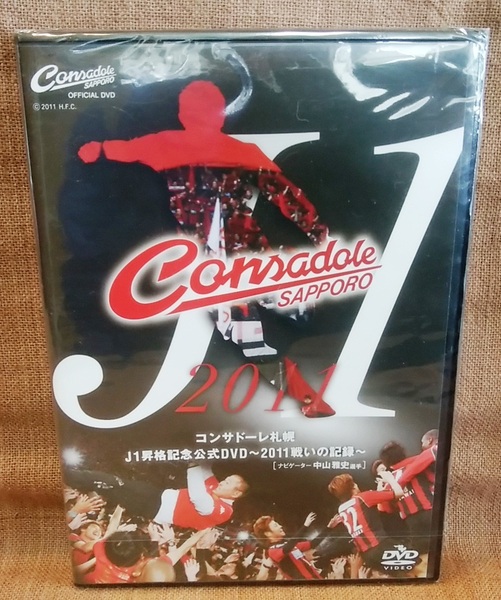 Consadole
SAPPORO
OFFICIAL DVD
© 2011 H.F.C.
J1
Consadole
SAPPORO
2011
コンサドーレ札幌
J1昇格記念公式DVD〜2011戦いの記録〜
[ナビゲーター 中山雅史選手]
DVD
VIDEO